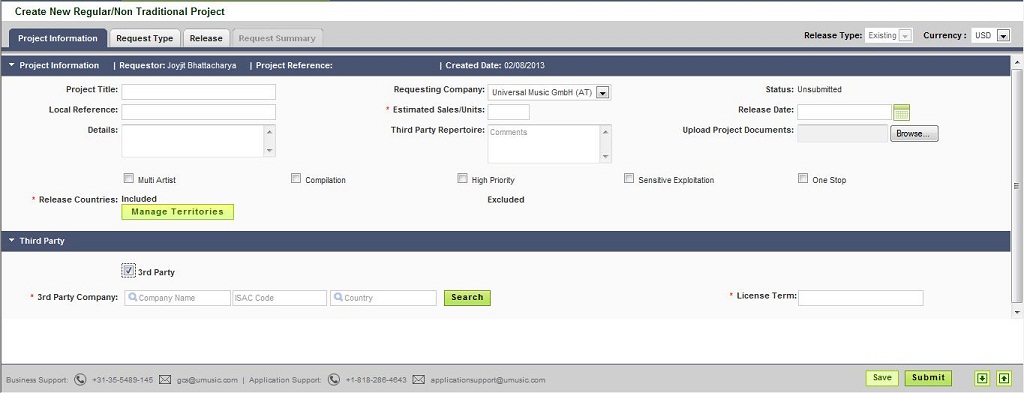 Create New Regular/Non Traditional Project
Project Information Request Type Release Request Summary Release Type: Existing Currency : USD
Project Information | Requestor: Joyjit Bhattacharya | Project Reference: | Created Date: 02/08/2013
Project Title: Requesting Company: Universal Music GmbH (AT) Status: Unsubmitted
Local Reference: * Estimated Sales/Units: Release Date:
Details: Third Party Repertoire: Comments Upload Project Documents: Browse...
Multi Artist Compilation High Priority Sensitive Exploitation One Stop
* Release Countries: Included Excluded
Manage Territories
Third Party
3rd Party
* 3rd Party Company: Company Name ISAC Code Country Search * License Term:
Business Support: +31-35-5489-145 gcs@umusic.com | Application Support: +1-818-286-4643 applicationsupport@umusic.com Save Submit